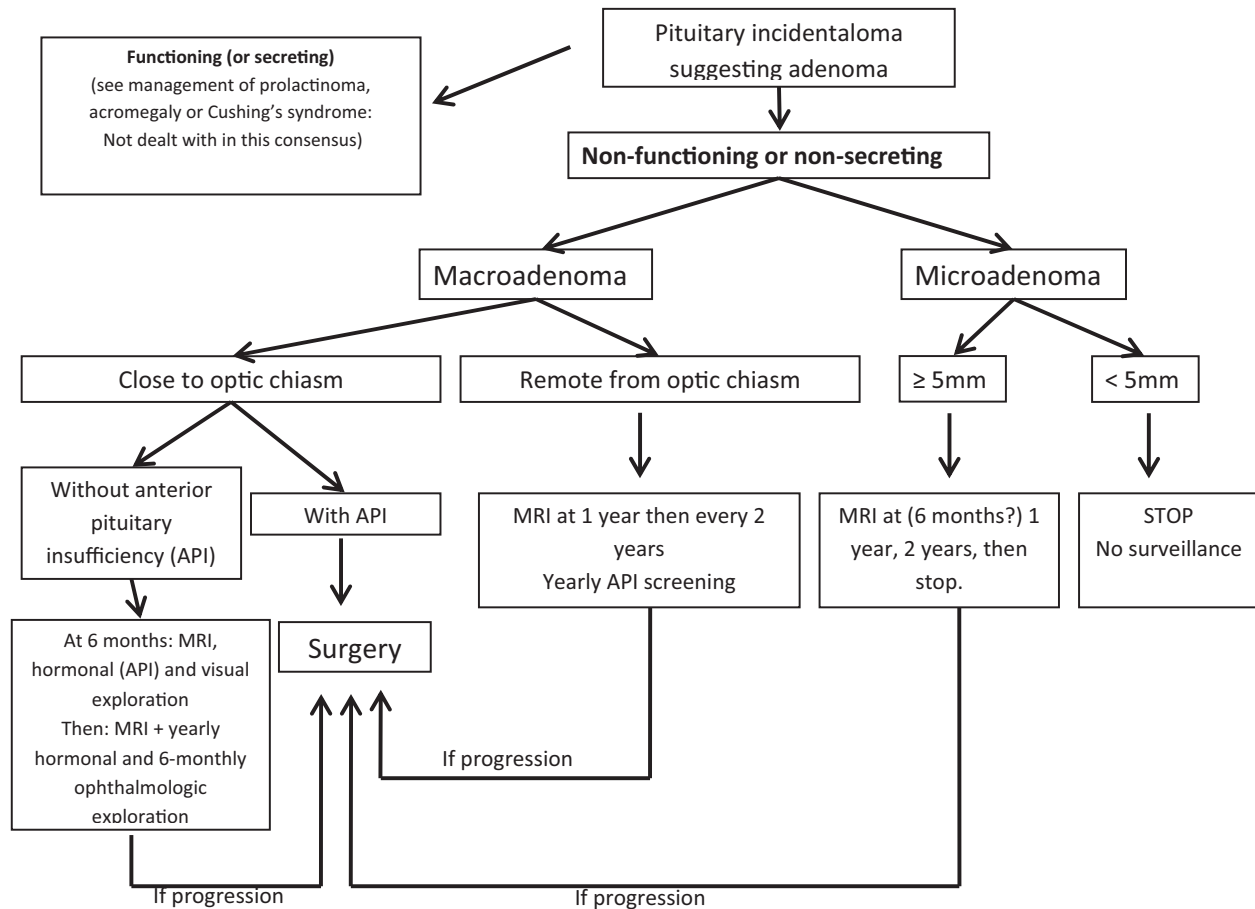 Pituitary incidentaloma
suggesting adenoma
Functioning (or secreting)
(see management of prolactinoma,
acromegaly or Cushing's syndrome:
Not dealt with in this consensus)
Non-functioning or non-secreting
Macroadenoma
Microadenoma
Close to optic chiasm
Remote from optic chiasm
≥ 5mm
< 5mm
Without anterior
pituitary
insufficiency (API)
With API
MRI at 1 year then every 2
years
Yearly API screening
MRI at (6 months?) 1
year, 2 years, then
stop.
STOP
No surveillance
At 6 months: MRI,
hormonal (API) and visual
exploration
Then: MRI + yearly
hormonal and 6-monthly
ophthalmologic
exploration
Surgery
If progression
If progression
If progression